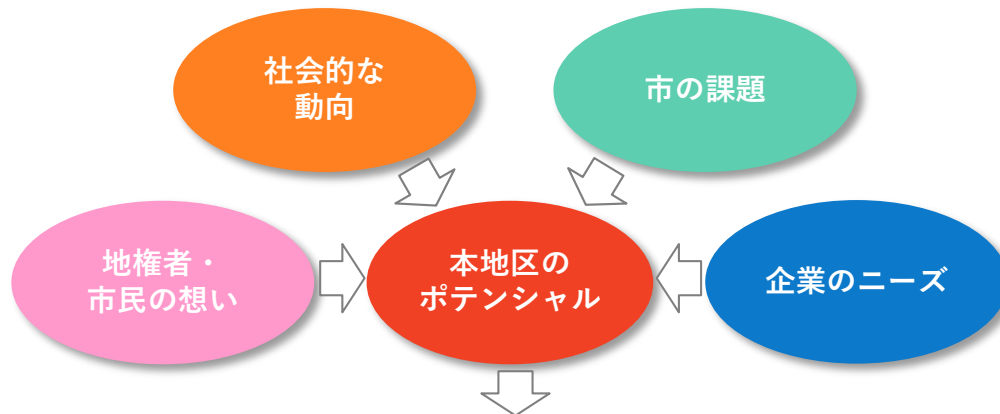 社会的な
動向
市の課題
地権者・
市民の想い
本地区の
ポテンシャル
企業のニーズ